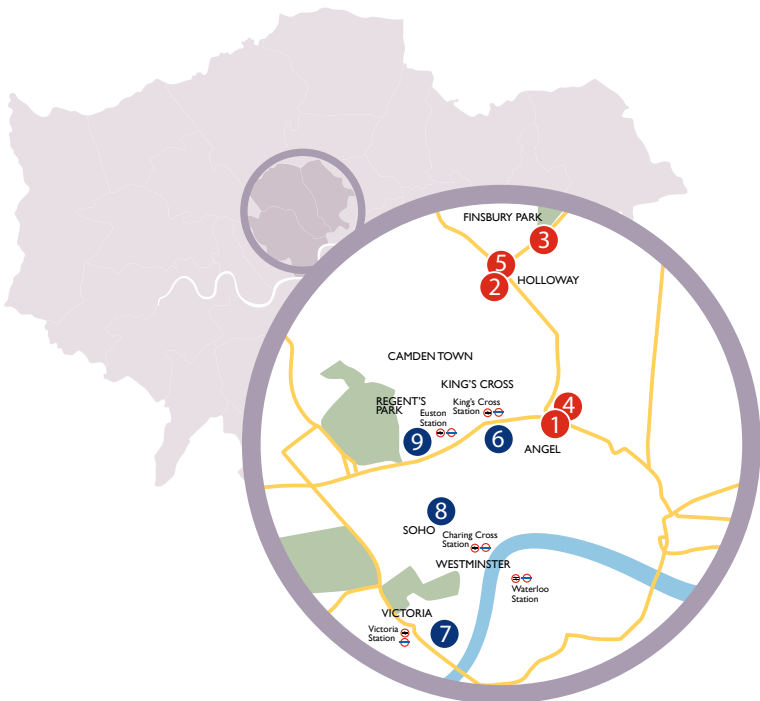 FINSBURY PARK
3
5
HOLLOWAY
2
CAMDEN TOWN
KING'S CROSS
REGENT'S
PARK
King's Cross
Station
Euston
Station
4
1
9
6
ANGEL
8
SOHO
Charing Cross
Station
WESTMINSTER
Waterloo
Station
VICTORIA
Victoria
Station
7